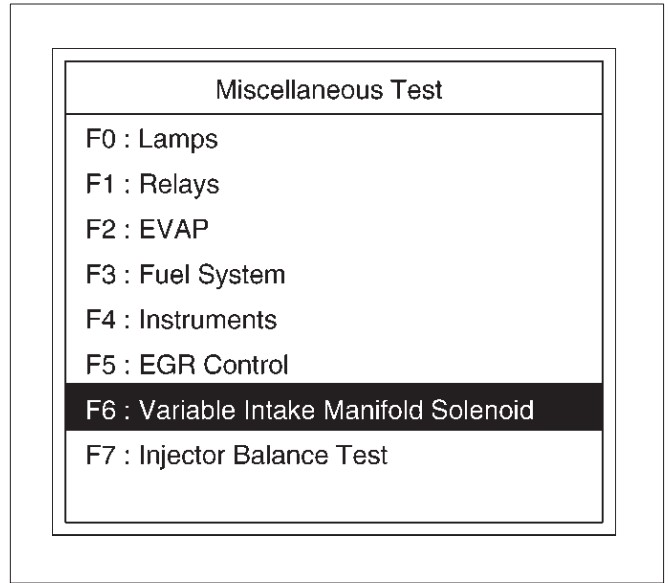 Miscellaneous Test
F0 : Lamps
F1 : Relays
F2 : EVAP
F3 : Fuel System
F4 : Instruments
F5 : EGR Control
F6 : Variable Intake Manifold Solenoid
F7 : Injector Balance Test